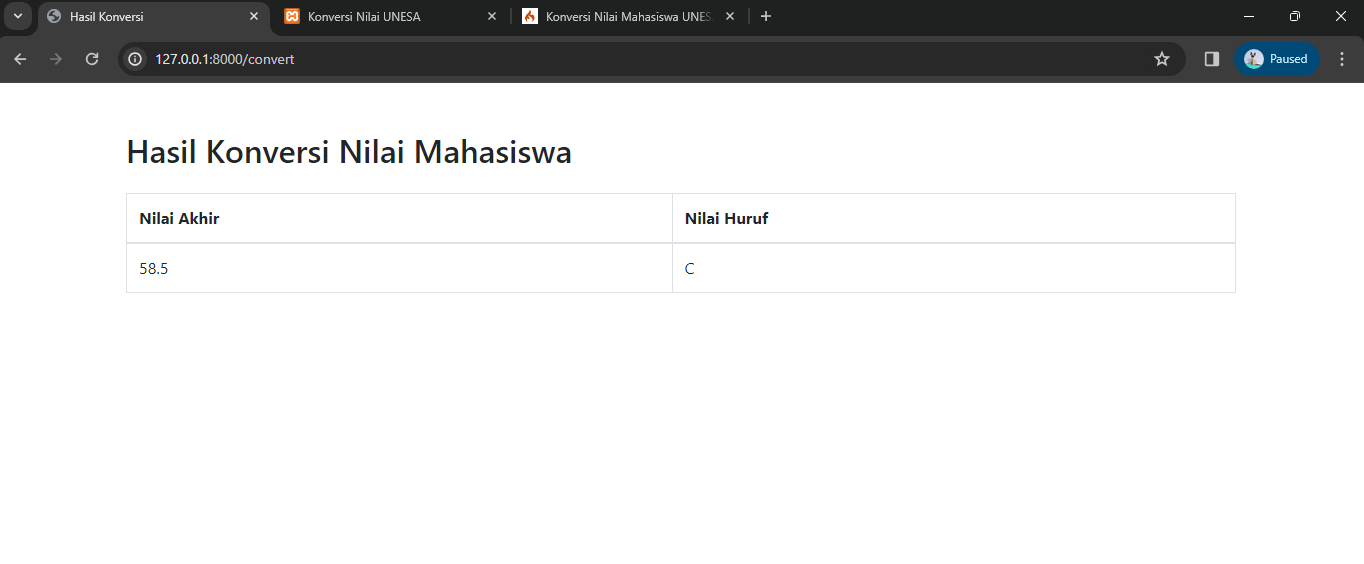 Hasil Konversi
Konversi Nilai UNESA
Konversi Nilai Mahasiswa UNES
127.0.0.1:8000/convert
Paused
Hasil Konversi Nilai Mahasiswa
Nilai Akhir Nilai Huruf
58.5 C